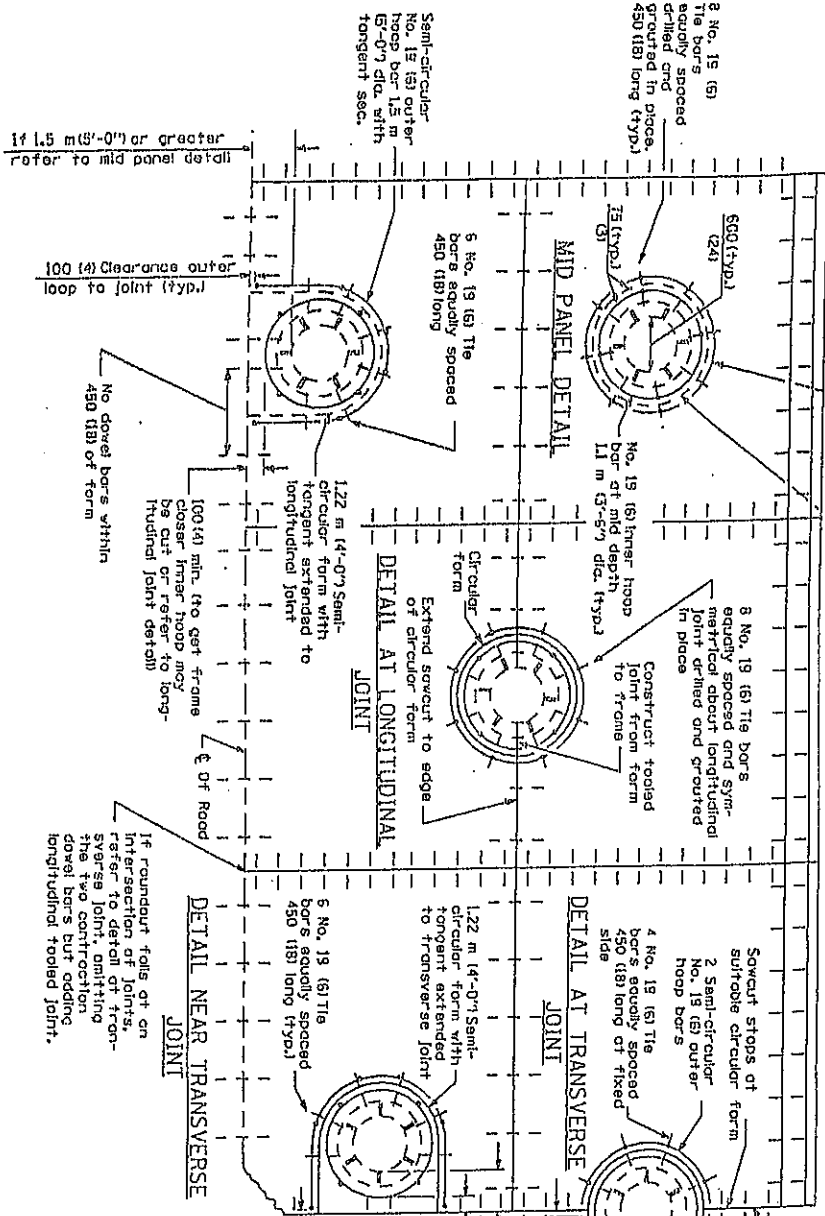 8 No. 19 (6)
Tie bars
equally spaced
drilled and
grouted in place.
450 (18) long (typ.)
600 (typ.)
(24)
75 (typ.)
(3)
MID PANEL DETAIL
No. 19 (6) inner hoop
bar at mid depth
1.1 m (3'-6") dia. (typ.)
8 No. 19 (6) Tie bars
equally spaced and sym-
metrical about longitudinal
joint drilled and grouted
in place
Construct tooled
joint from form
to frame
Circular
form
Extend sawcut to edge
of circular form
DETAIL AT LONGITUDINAL
JOINT
Sawcut stops at
suitable circular form
2 Semi-circular
No. 19 (6) outer
hoop bars
4 No. 19 (6) Tie
bars equally spaced
450 (18) long at fixed
side
DETAIL AT TRANSVERSE
JOINT
Semi-circular
No. 19 (6) outer
hoop bar 1.5 m
(5'-0") dia. with
tangent sec.
6 No. 19 (6) Tie
bars equally spaced
450 (18) long
1.22 m (4'-0") Semi-
circular form with
tangent extended to
longitudinal joint
1.22 m (4'-0") Semi-
circular form with
tangent extended
to transverse joint
6 No. 19 (6) Tie
bars equally spaced
450 (18) long (typ.)
DETAIL NEAR TRANSVERSE
JOINT
If 1.5 m (5'-0") or greater
refer to mid panel detail
100 (4) Clearance outer
loop to joint (typ.)
No dowel bars within
450 (18) of form
100 (4) min. (to get frame
closer inner hoop may
be cut or refer to long-
itudinal joint detail)
℄ Of Road
If roundout falls at an
intersection of joints,
refer to detail at tran-
sverse joint, omitting
the two contraction
dowel bars but adding
longitudinal tooled joint.